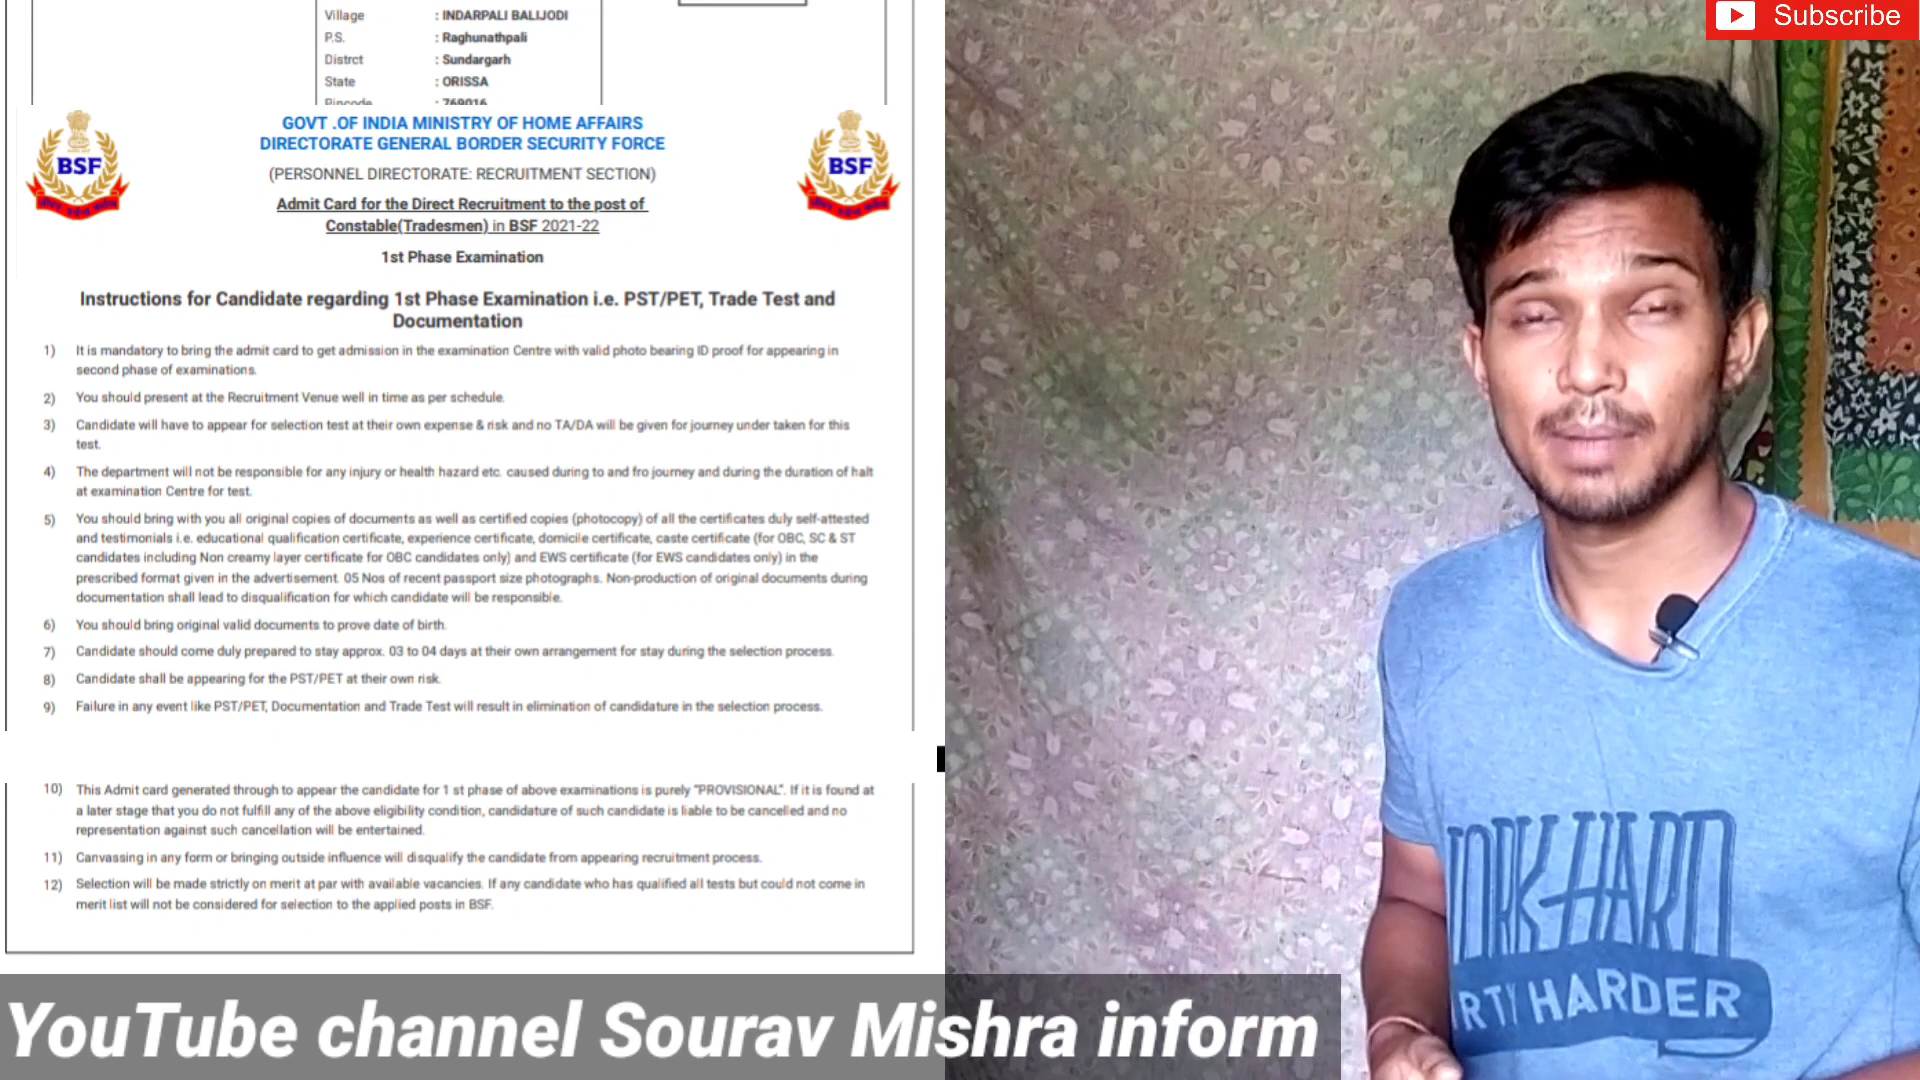 Village : INDARPALI BALIJODI
P.S. : Raghunathpali
Distrct : Sundargarh
State : ORISSA
Pincode : 769016
GOVT .OF INDIA MINISTRY OF HOME AFFAIRS
DIRECTORATE GENERAL BORDER SECURITY FORCE
BSF
BSF
(PERSONNEL DIRECTORATE: RECRUITMENT SECTION)
Admit Card for the Direct Recruitment to the post of
Constable(Tradesmen) in BSF 2021-22
1st Phase Examination
Instructions for Candidate regarding 1st Phase Examination i.e. PST/PET, Trade Test and
Documentation
1) It is mandatory to bring the admit card to get admission in the examination Centre with valid photo bearing ID proof for appearing in
second phase of examinations.
2) You should present at the Recruitment Venue well in time as per schedule.
3) Candidate will have to appear for selection test at their own expense & risk and no TA/DA will be given for journey under taken for this
test.
4) The department will not be responsible for any injury or health hazard etc. caused during to and fro journey and during the duration of halt
at examination Centre for test.
5) You should bring with you all original copies of documents as well as certified copies (photocopy) of all the certificates duly self-attested
and testimonials i.e. educational qualification certificate, experience certificate, domicile certificate, caste certificate (for OBC, SC & ST
candidates including Non creamy layer certificate for OBC candidates only) and EWS certificate (for EWS candidates only) in the
prescribed format given in the advertisement. 05 Nos of recent passport size photographs. Non-production of original documents during
documentation shall lead to disqualification for which candidate will be responsible.
6) You should bring original valid documents to prove date of birth.
7) Candidate should come duly prepared to stay approx. 03 to 04 days at their own arrangement for stay during the selection process.
8) Candidate shall be appearing for the PST/PET at their own risk.
9) Failure in any event like PST/PET, Documentation and Trade Test will result in elimination of candidature in the selection process.
10) This Admit card generated through to appear the candidate for 1 st phase of above examinations is purely "PROVISIONAL". If it is found at
a later stage that you do not fulfill any of the above eligibility condition, candidature of such candidate is liable to be cancelled and no
representation against such cancellation will be entertained.
11) Canvassing in any form or bringing outside influence will disqualify the candidate from appearing recruitment process.
12) Selection will be made strictly on merit at par with available vacancies. If any candidate who has qualified all tests but could not come in
merit list will not be considered for selection to the applied posts in BSF.
Subscribe
ORK HARD
RTY HARDER
YouTube channel Sourav Mishra inform